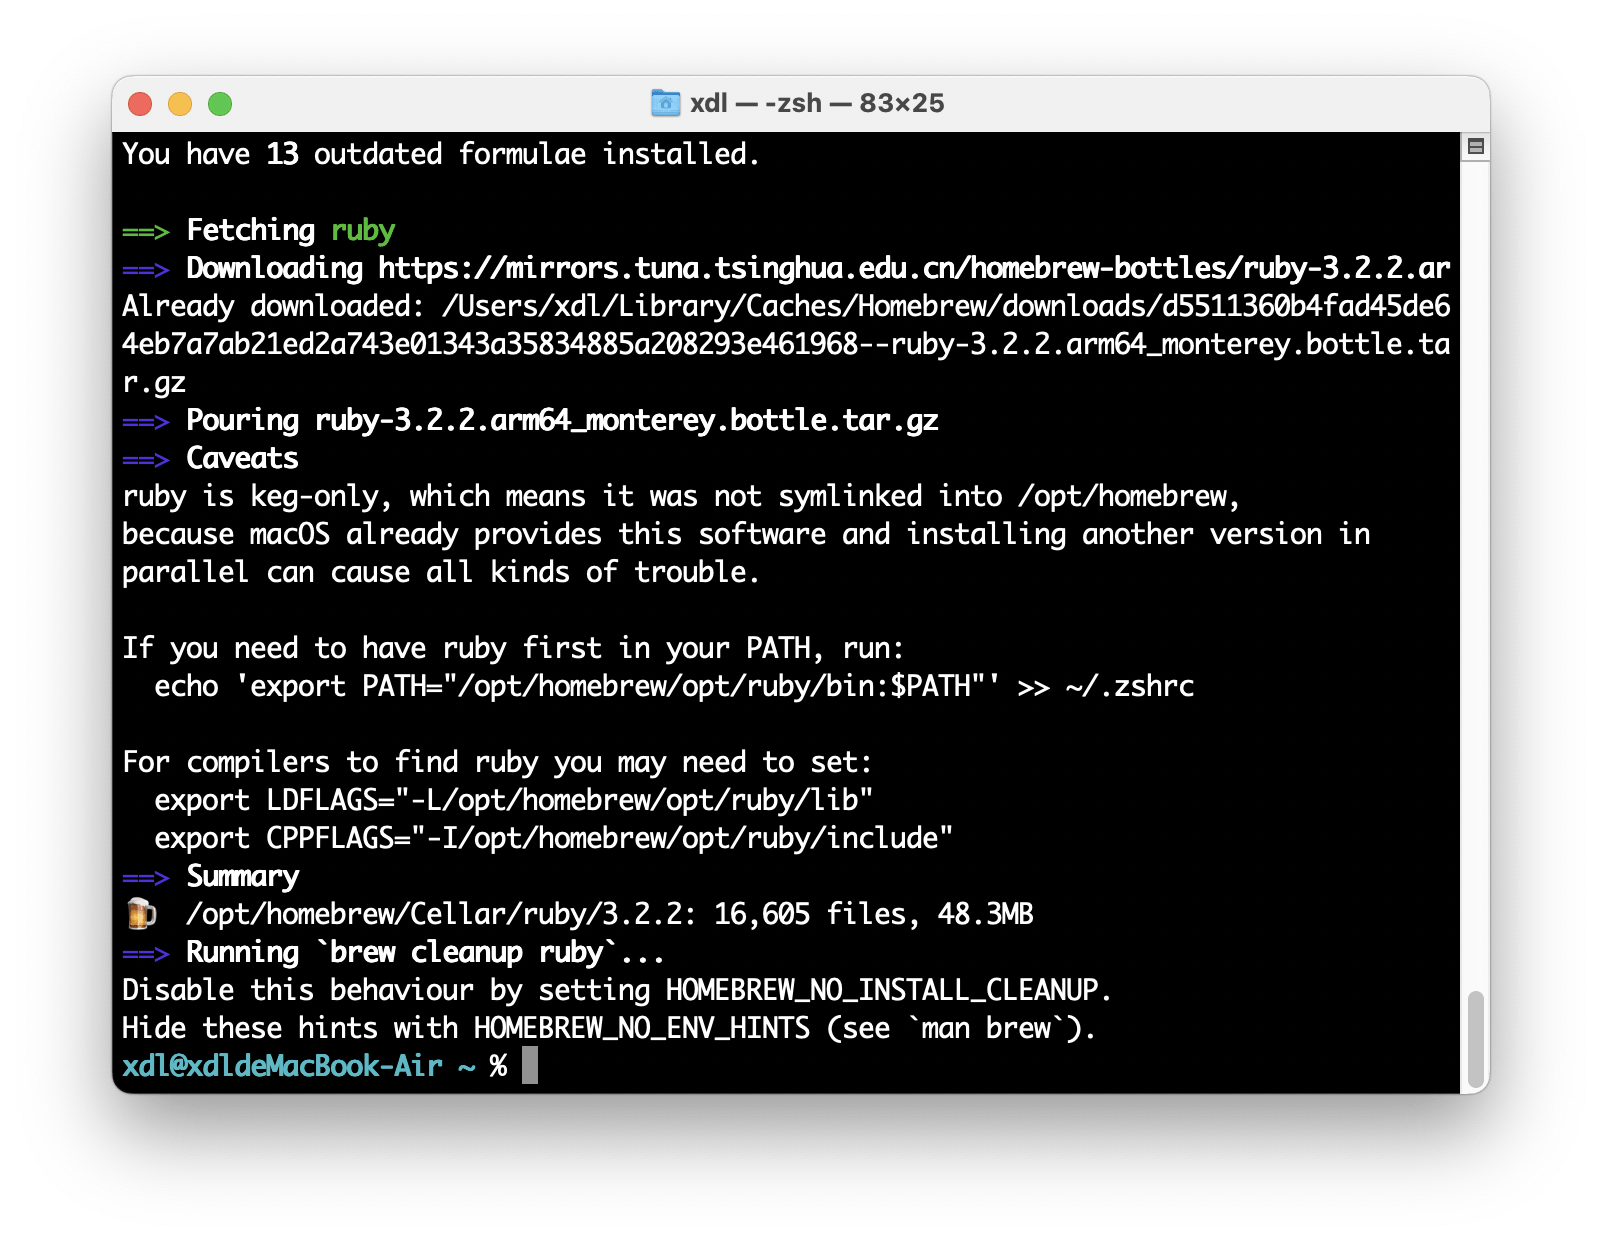 xdl — -zsh — 83×25
You have 13 outdated formulae installed.
==> Fetching ruby
==> Downloading https://mirrors.tuna.tsinghua.edu.cn/homebrew-bottles/ruby-3.2.2.ar
Already downloaded: /Users/xdl/Library/Caches/Homebrew/downloads/d5511360b4fad45de6
4eb7a7ab21ed2a743e01343a35834885a208293e461968--ruby-3.2.2.arm64_monterey.bottle.ta
r.gz
==> Pouring ruby-3.2.2.arm64_monterey.bottle.tar.gz
==> Caveats
ruby is keg-only, which means it was not symlinked into /opt/homebrew,
because macOS already provides this software and installing another version in
parallel can cause all kinds of trouble.
If you need to have ruby first in your PATH, run:
  echo 'export PATH="/opt/homebrew/opt/ruby/bin:$PATH"' >> ~/.zshrc
For compilers to find ruby you may need to set:
  export LDFLAGS="-L/opt/homebrew/opt/ruby/lib"
  export CPPFLAGS="-I/opt/homebrew/opt/ruby/include"
==> Summary
🍺  /opt/homebrew/Cellar/ruby/3.2.2: 16,605 files, 48.3MB
==> Running `brew cleanup ruby`...
Disable this behaviour by setting HOMEBREW_NO_INSTALL_CLEANUP.
Hide these hints with HOMEBREW_NO_ENV_HINTS (see `man brew`).
xdl@xdldeMacBook-Air ~ %